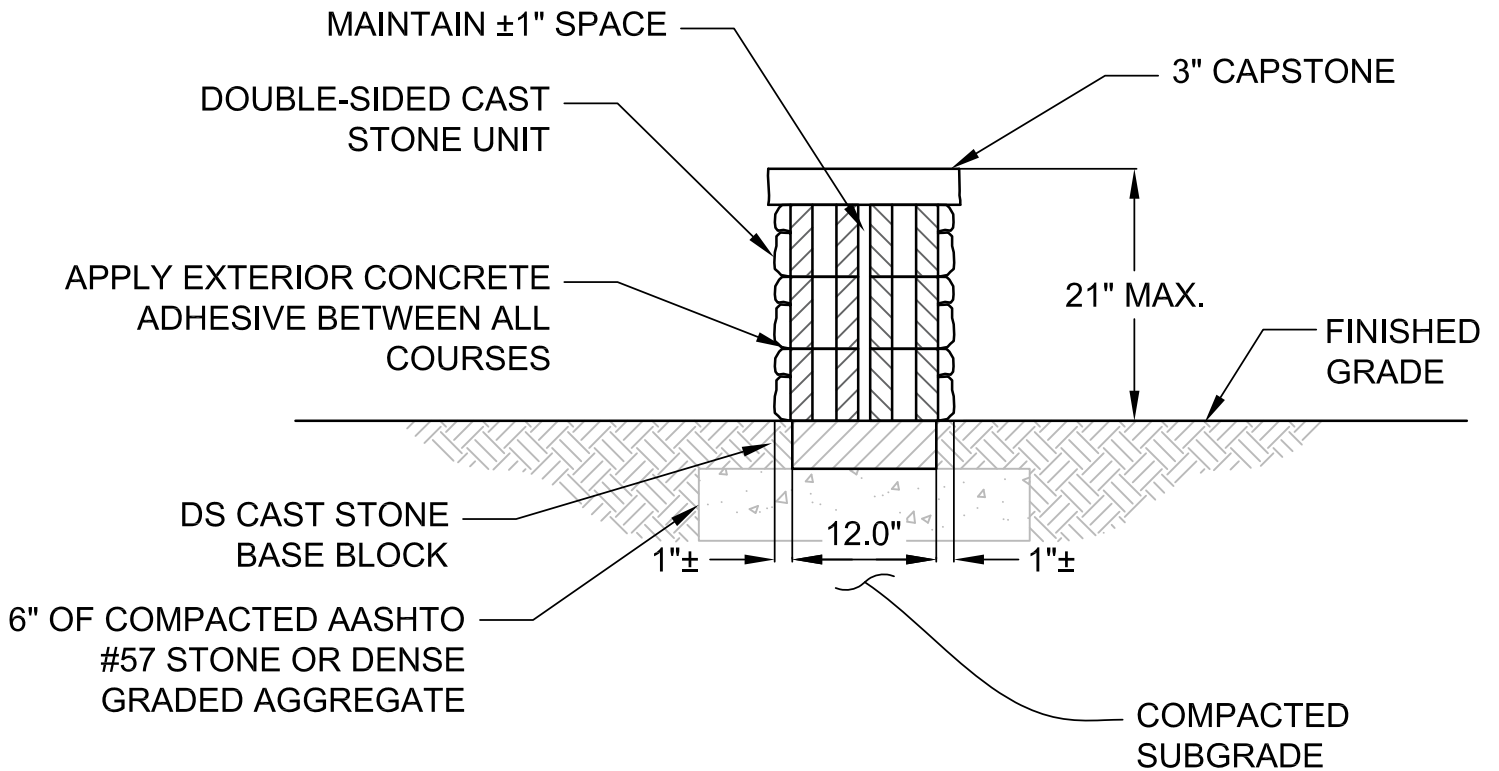 MAINTAIN ±1" SPACE
3" CAPSTONE
DOUBLE-SIDED CAST
STONE UNIT
APPLY EXTERIOR CONCRETE
ADHESIVE BETWEEN ALL
COURSES
21" MAX.
FINISHED
GRADE
DS CAST STONE
BASE BLOCK
1"±
12.0"
1"±
6" OF COMPACTED AASHTO
#57 STONE OR DENSE
GRADED AGGREGATE
COMPACTED
SUBGRADE